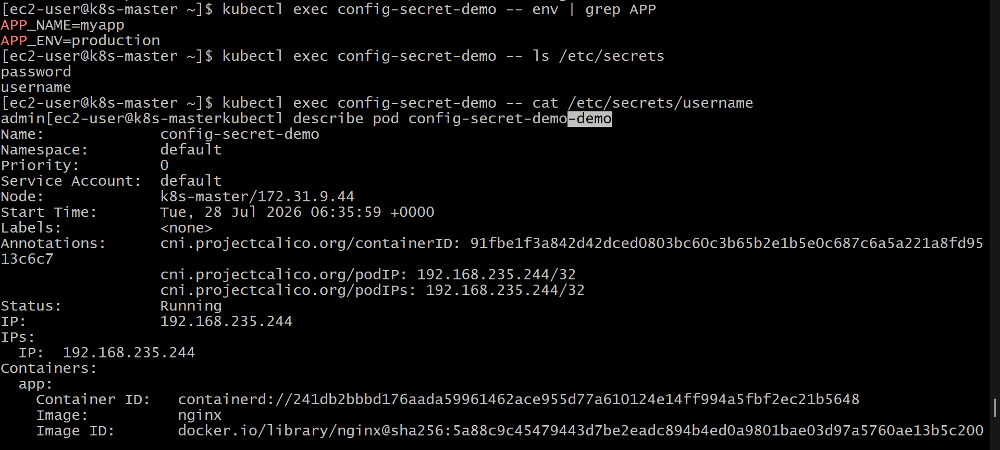 [ec2-user@k8s-master ~]$ kubectl exec config-secret-demo -- env | grep APP
APP_NAME=myapp
APP_ENV=production
[ec2-user@k8s-master ~]$ kubectl exec config-secret-demo -- ls /etc/secrets
password
username
[ec2-user@k8s-master ~]$ kubectl exec config-secret-demo -- cat /etc/secrets/username
admin[ec2-user@k8s-masterkubectl describe pod config-secret-demo-demo
Name:             config-secret-demo
Namespace:        default
Priority:         0
Service Account:  default
Node:             k8s-master/172.31.9.44
Start Time:       Tue, 28 Jul 2026 06:35:59 +0000
Labels:           <none>
Annotations:      cni.projectcalico.org/containerID: 91fbe1f3a842d42dced0803bc60c3b65b2e1b5e0c687c6a5a221a8fd95
13c6c7
                  cni.projectcalico.org/podIP: 192.168.235.244/32
                  cni.projectcalico.org/podIPs: 192.168.235.244/32
Status:           Running
IP:               192.168.235.244
IPs:
  IP:  192.168.235.244
Containers:
  app:
    Container ID:   containerd://241db2bbbd176aada59961462ace955d77a610124e14ff994a5fbf2ec21b5648
    Image:          nginx
    Image ID:       docker.io/library/nginx@sha256:5a88c9c45479443d7be2eadc894b4ed0a9801bae03d97a5760ae13b5c200